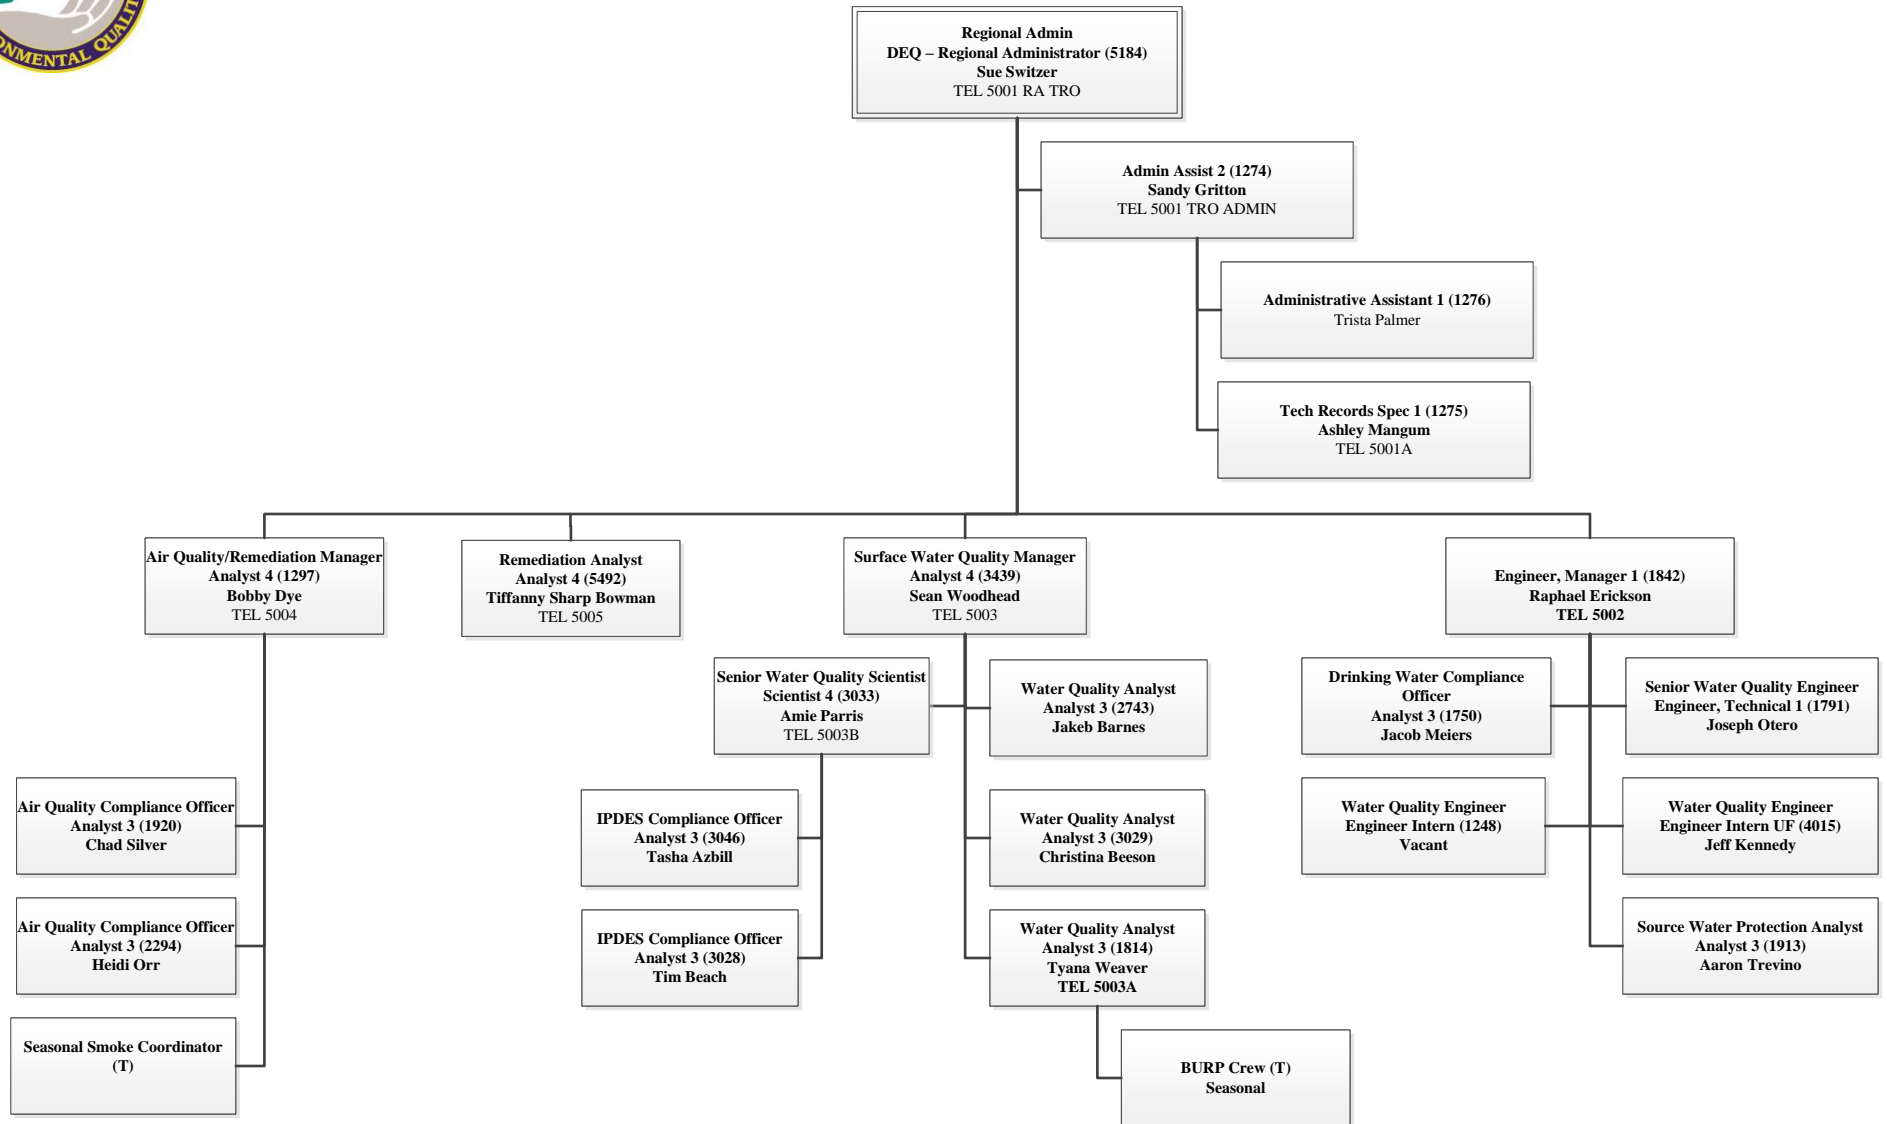 ONMENTAL QUALIT
Regional Admin
DEQ – Regional Administrator (5184)
Sue Switzer
TEL 5001 RA TRO
Admin Assist 2 (1274)
Sandy Gritton
TEL 5001 TRO ADMIN
Administrative Assistant 1 (1276)
Trista Palmer
Tech Records Spec 1 (1275)
Ashley Mangum
TEL 5001A
Air Quality/Remediation Manager
Analyst 4 (1297)
Bobby Dye
TEL 5004
Remediation Analyst
Analyst 4 (5492)
Tiffanny Sharp Bowman
TEL 5005
Surface Water Quality Manager
Analyst 4 (3439)
Sean Woodhead
TEL 5003
Engineer, Manager 1 (1842)
Raphael Erickson
TEL 5002
Senior Water Quality Scientist
Scientist 4 (3033)
Amie Parris
TEL 5003B
Water Quality Analyst
Analyst 3 (2743)
Jakeb Barnes
Drinking Water Compliance
Officer
Analyst 3 (1750)
Jacob Meiers
Senior Water Quality Engineer
Engineer, Technical 1 (1791)
Joseph Otero
Air Quality Compliance Officer
Analyst 3 (1920)
Chad Silver
IPDES Compliance Officer
Analyst 3 (3046)
Tasha Azbill
Water Quality Analyst
Analyst 3 (3029)
Christina Beeson
Water Quality Engineer
Engineer Intern (1248)
Vacant
Water Quality Engineer
Engineer Intern UF (4015)
Jeff Kennedy
Air Quality Compliance Officer
Analyst 3 (2294)
Heidi Orr
IPDES Compliance Officer
Analyst 3 (3028)
Tim Beach
Water Quality Analyst
Analyst 3 (1814)
Tyana Weaver
TEL 5003A
Source Water Protection Analyst
Analyst 3 (1913)
Aaron Trevino
Seasonal Smoke Coordinator
(T)
BURP Crew (T)
Seasonal